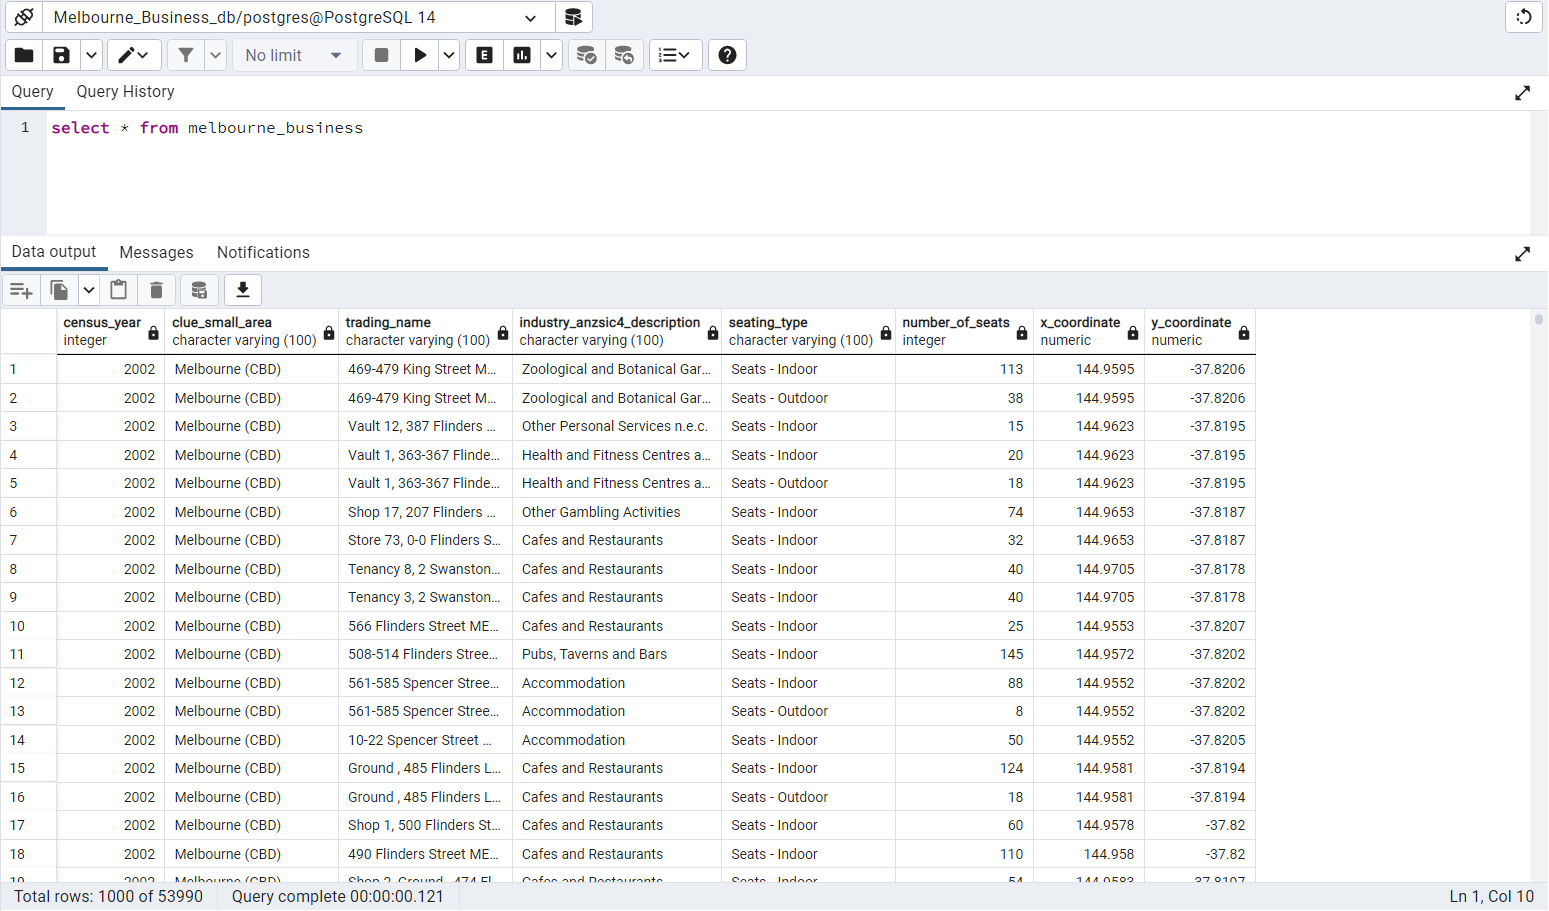 Melbourne_Business_db/postgres@PostgreSQL 14
No limit
E
Query Query History
1 select * from melbourne_business
Data output Messages Notifications
census_year clue_small_area trading_name industry_anzsic4_description seating_type number_of_seats x_coordinate y_coordinate
integer character varying (100) character varying (100) character varying (100) character varying (100) integer numeric numeric
1 2002 Melbourne (CBD) 469-479 King Street M... Zoological and Botanical Gar... Seats - Indoor 113 144.9595 -37.8206
2 2002 Melbourne (CBD) 469-479 King Street M... Zoological and Botanical Gar... Seats - Outdoor 38 144.9595 -37.8206
3 2002 Melbourne (CBD) Vault 12, 387 Flinders ... Other Personal Services n.e.c. Seats - Indoor 15 144.9623 -37.8195
4 2002 Melbourne (CBD) Vault 1, 363-367 Flinde... Health and Fitness Centres a... Seats - Indoor 20 144.9623 -37.8195
5 2002 Melbourne (CBD) Vault 1, 363-367 Flinde... Health and Fitness Centres a... Seats - Outdoor 18 144.9623 -37.8195
6 2002 Melbourne (CBD) Shop 17, 207 Flinders ... Other Gambling Activities Seats - Indoor 74 144.9653 -37.8187
7 2002 Melbourne (CBD) Store 73, 0-0 Flinders S... Cafes and Restaurants Seats - Indoor 32 144.9653 -37.8187
8 2002 Melbourne (CBD) Tenancy 8, 2 Swanston... Cafes and Restaurants Seats - Indoor 40 144.9705 -37.8178
9 2002 Melbourne (CBD) Tenancy 3, 2 Swanston... Cafes and Restaurants Seats - Indoor 40 144.9705 -37.8178
10 2002 Melbourne (CBD) 566 Flinders Street ME... Cafes and Restaurants Seats - Indoor 25 144.9553 -37.8207
11 2002 Melbourne (CBD) 508-514 Flinders Stree... Pubs, Taverns and Bars Seats - Indoor 145 144.9572 -37.8202
12 2002 Melbourne (CBD) 561-585 Spencer Stree... Accommodation Seats - Indoor 88 144.9552 -37.8202
13 2002 Melbourne (CBD) 561-585 Spencer Stree... Accommodation Seats - Outdoor 8 144.9552 -37.8202
14 2002 Melbourne (CBD) 10-22 Spencer Street ... Accommodation Seats - Indoor 50 144.9552 -37.8205
15 2002 Melbourne (CBD) Ground , 485 Flinders L... Cafes and Restaurants Seats - Indoor 124 144.9581 -37.8194
16 2002 Melbourne (CBD) Ground , 485 Flinders L... Cafes and Restaurants Seats - Outdoor 18 144.9581 -37.8194
17 2002 Melbourne (CBD) Shop 1, 500 Flinders St... Cafes and Restaurants Seats - Indoor 60 144.9578 -37.82
18 2002 Melbourne (CBD) 490 Flinders Street ME... Cafes and Restaurants Seats - Indoor 110 144.958 -37.82
19 2002 Melbourne (CBD) Shop 2, Ground , 474 Fl... Cafes and Restaurants Seats - Indoor 54 144.9583 -37.8197
Total rows: 1000 of 53990 Query complete 00:00:00.121 Ln 1, Col 10